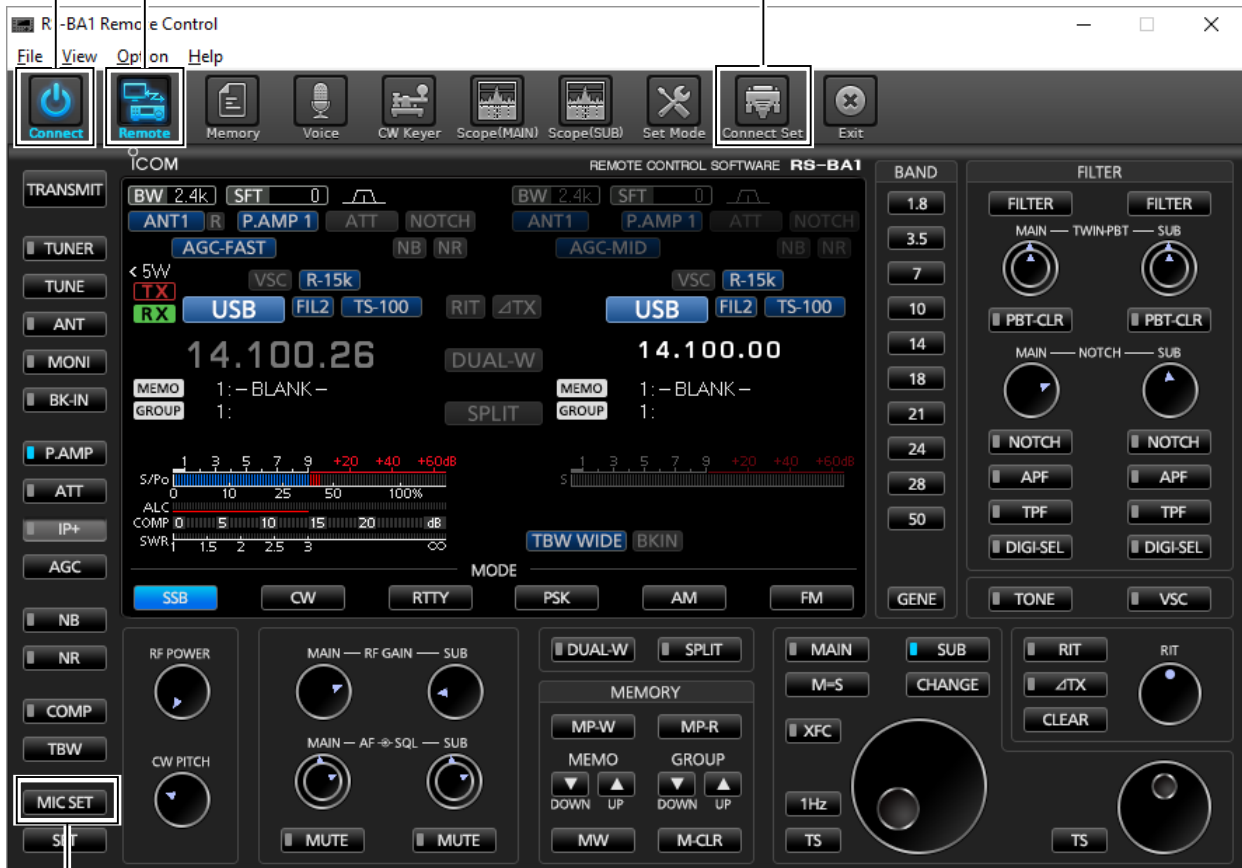 RS-BA1 Remote Control
File View Option Help
Connect Remote Memory Voice CW Keyer Scope(MAIN) Scope(SUB) Set Mode Connect Set Exit
ICOM REMOTE CONTROL SOFTWARE RS-BA1
TRANSMIT
TUNER
TUNE
ANT
MONI
BK-IN
P.AMP
ATT
IP+
AGC
NB
NR
COMP
TBW
MIC SET
SET
BW 2.4k SFT 0 BW 2.4k SFT 0
ANT1 R P.AMP 1 ATT NOTCH ANT1 P.AMP 1 ATT NOTCH
AGC-FAST NB NR AGC-MID NB NR
< 5W VSC R-15k VSC R-15k
TX
RX USB FIL2 TS-100 RIT ⊿TX USB FIL2 TS-100
14.100.26 DUAL-W 14.100.00
MEMO 1: – BLANK – MEMO 1: – BLANK –
GROUP 1: SPLIT GROUP 1:
1 3 5 7 9 +20 +40 +60dB 1 3 5 7 9 +20 +40 +60dB
S/Po S
0 10 25 50 100%
ALC
COMP 0 5 10 15 20 dB
SWR 1 1.5 2 2.5 3 ∞ TBW WIDE BKIN
MODE
SSB CW RTTY PSK AM FM
BAND
1.8
3.5
7
10
14
18
21
24
28
50
GENE
FILTER
FILTER FILTER
MAIN — TWIN-PBT — SUB
PBT-CLR PBT-CLR
MAIN — NOTCH — SUB
NOTCH NOTCH
APF APF
TPF TPF
DIGI-SEL DIGI-SEL
TONE VSC
RF POWER
CW PITCH
MAIN — RF GAIN — SUB
MAIN — AF SQL — SUB
MUTE MUTE
DUAL-W SPLIT
MEMORY
MP-W MP-R
MEMO GROUP
▼ ▲ ▼ ▲
DOWN UP DOWN UP
MW M-CLR
MAIN SUB
M=S CHANGE
XFC
1Hz
TS
RIT RIT
⊿TX
CLEAR
TS